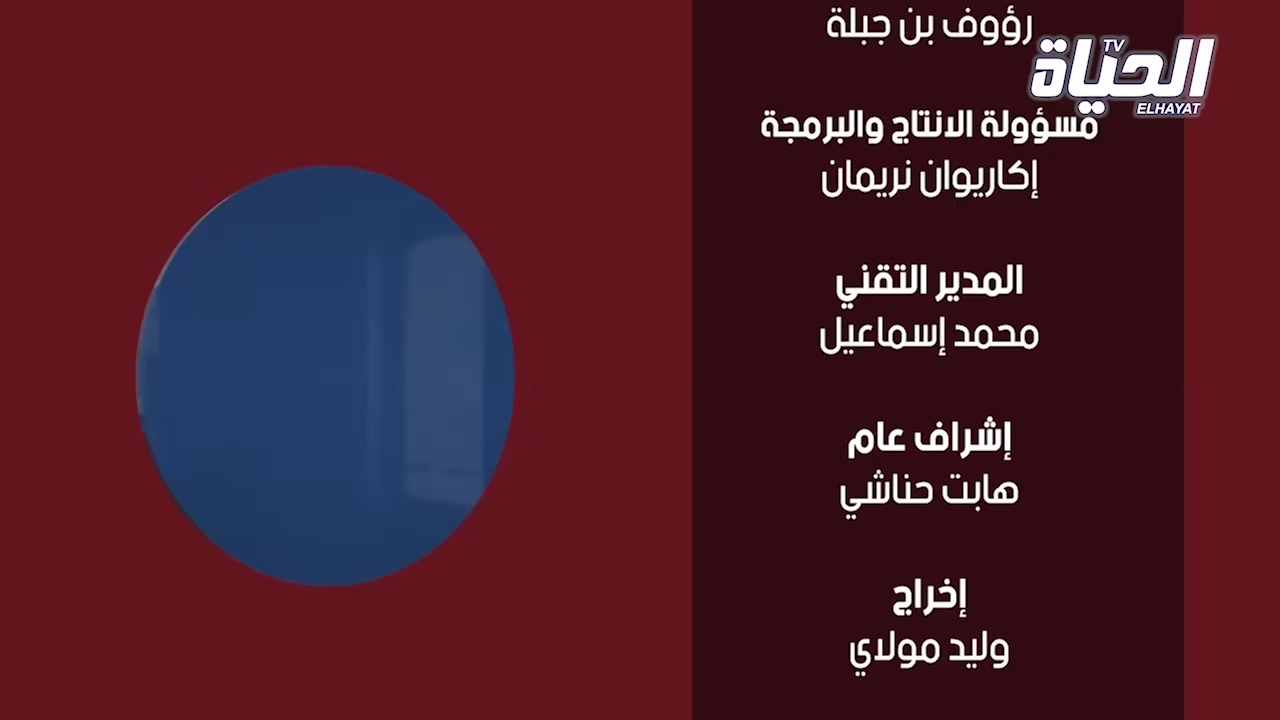 رؤوف بن جبلة
الحياة TV
ELHAYAT
مسؤولة الانتاج والبرمجة
إكاريوان نريمان
المدير التقني
محمد إسماعيل
إشراف عام
هابت حناشي
إخراج
وليد مولاي